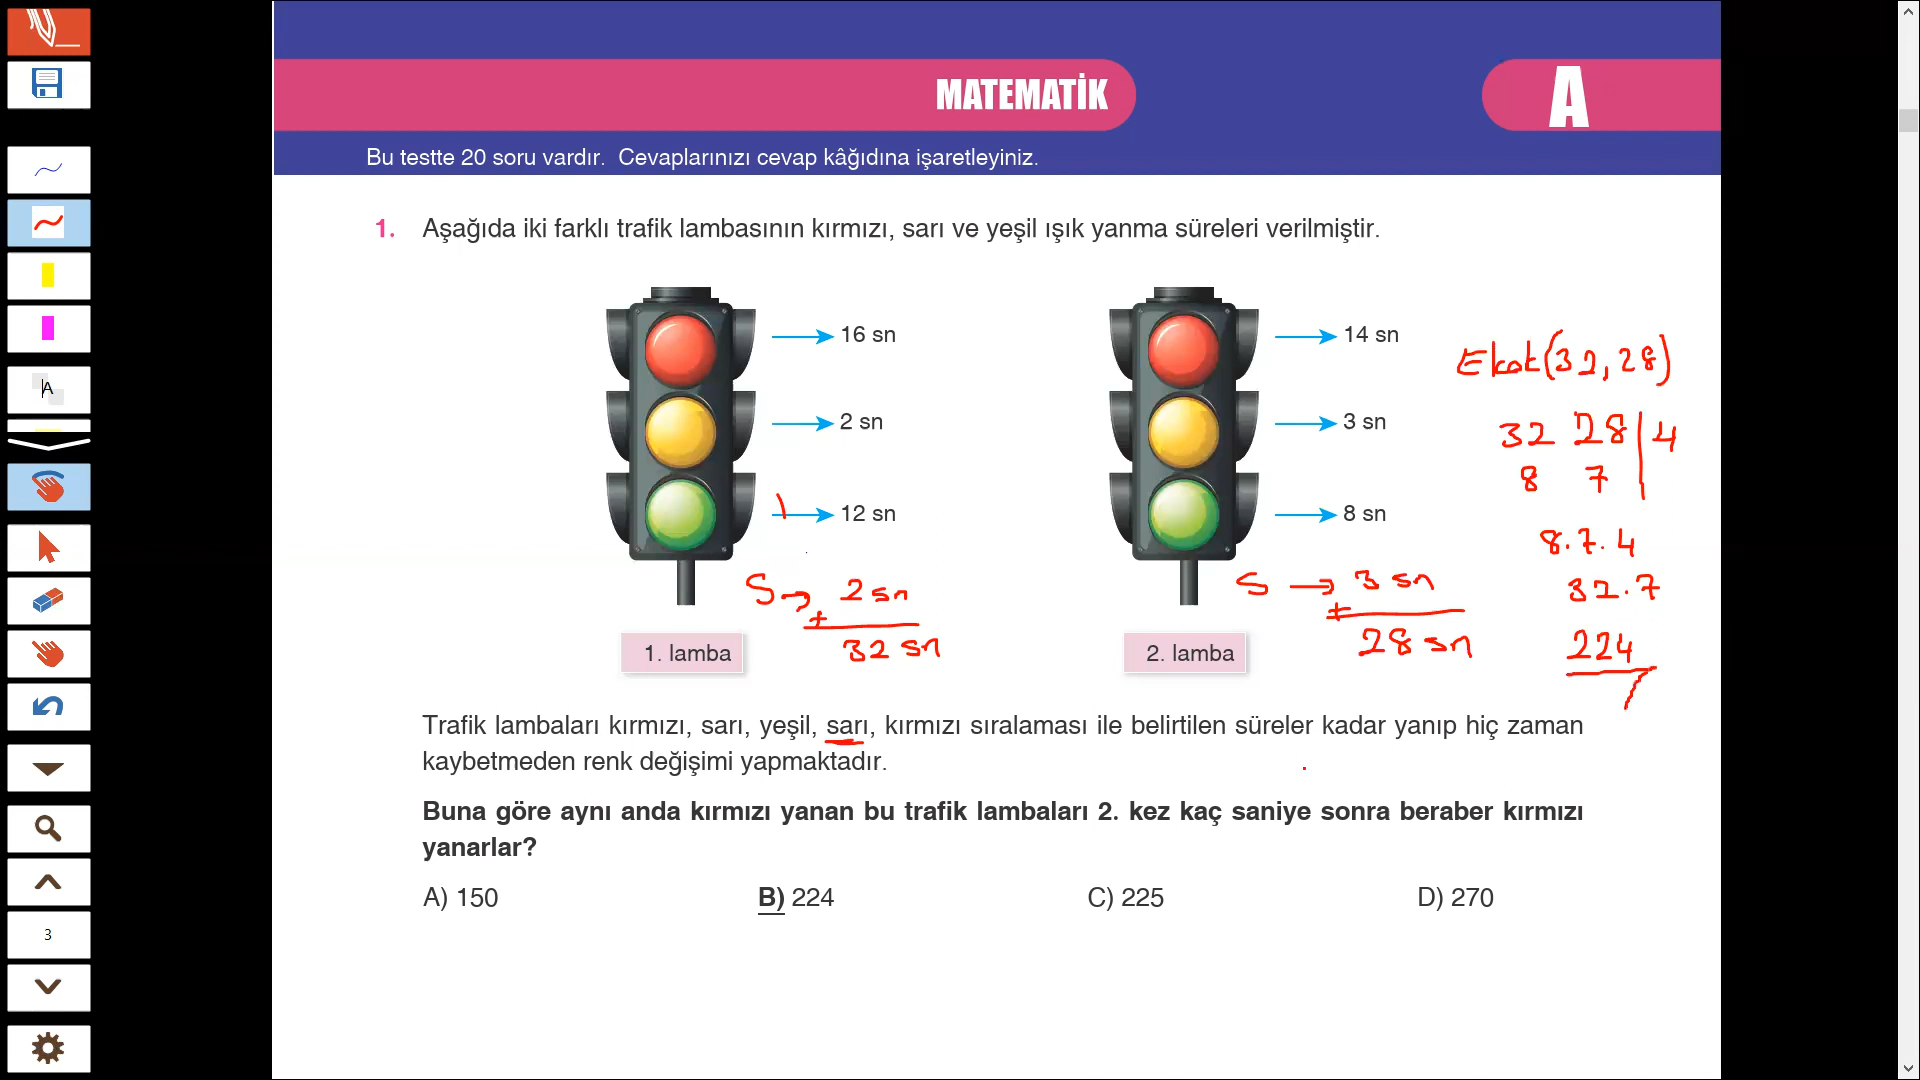 MATEMATİK
A
Bu testte 20 soru vardır. Cevaplarınızı cevap kâğıdına işaretleyiniz.
1. Aşağıda iki farklı trafik lambasının kırmızı, sarı ve yeşil ışık yanma süreleri verilmiştir.
16 sn
2 sn
12 sn
S→ 2 sn
+
32 sn
1. lamba
14 sn
3 sn
8 sn
S → 3 sn
+
28 sn
2. lamba
Ekok(32,28)
32 28 | 4
8 7
8.7.4
32.7
224
Trafik lambaları kırmızı, sarı, yeşil, sarı, kırmızı sıralaması ile belirtilen süreler kadar yanıp hiç zaman
kaybetmeden renk değişimi yapmaktadır.
Buna göre aynı anda kırmızı yanan bu trafik lambaları 2. kez kaç saniye sonra beraber kırmızı
yanarlar?
A) 150 B) 224 C) 225 D) 270
A
3